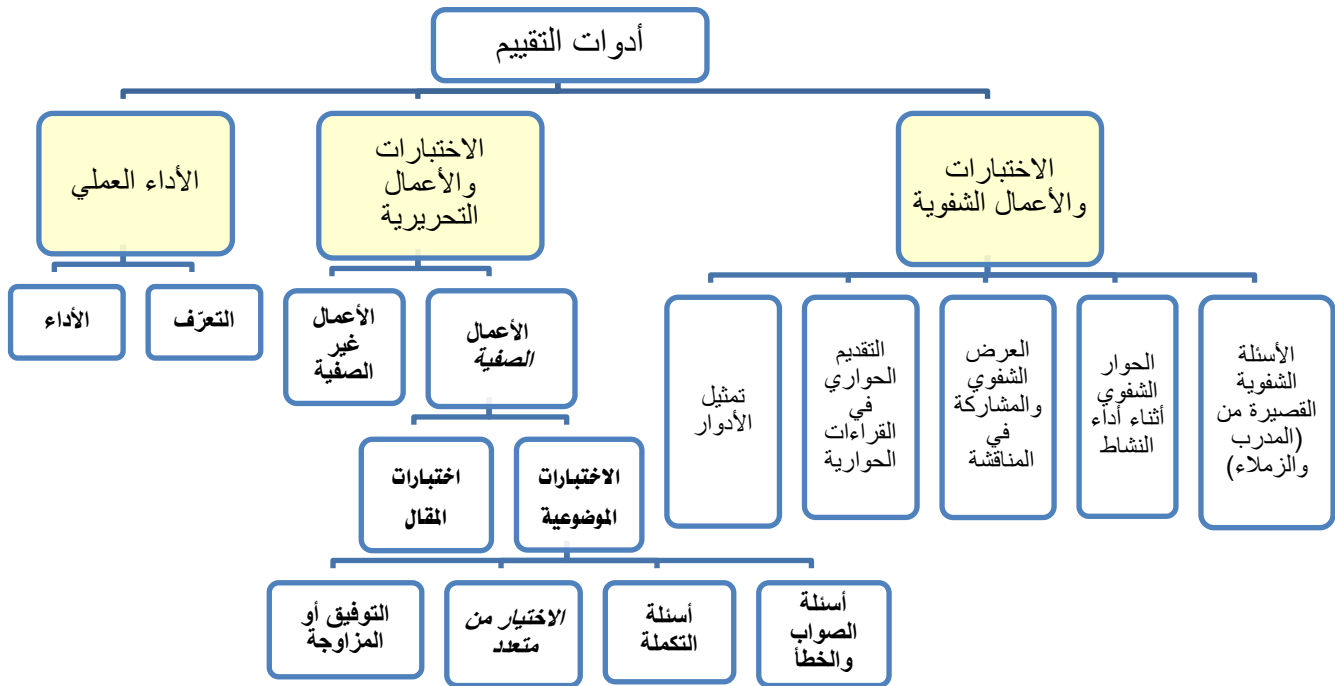 أدوات التقييم
الاختبارات
والأعمال الشفوية
الاختبارات
والأعمال
التحريرية
الأداء العملي
الأسئلة
الشفوية
القصيرة من
(المدرب
والزملاء)
الحوار
الشفوي
أثناء أداء
النشاط
العرض
الشفوي
والمشاركة
في
المناقشة
التقديم
الحواري
في
القراءات
الحوارية
تمثيل
الأدوار
الأعمال
الصفية
الأعمال
غير
الصفية
التعرّف
الأداء
الاختبارات
الموضوعية
اختبارات
المقال
أسئلة
الصواب
والخطأ
أسئلة
التكملة
الاختيار من
متعدد
التوفيق أو
المزاوجة